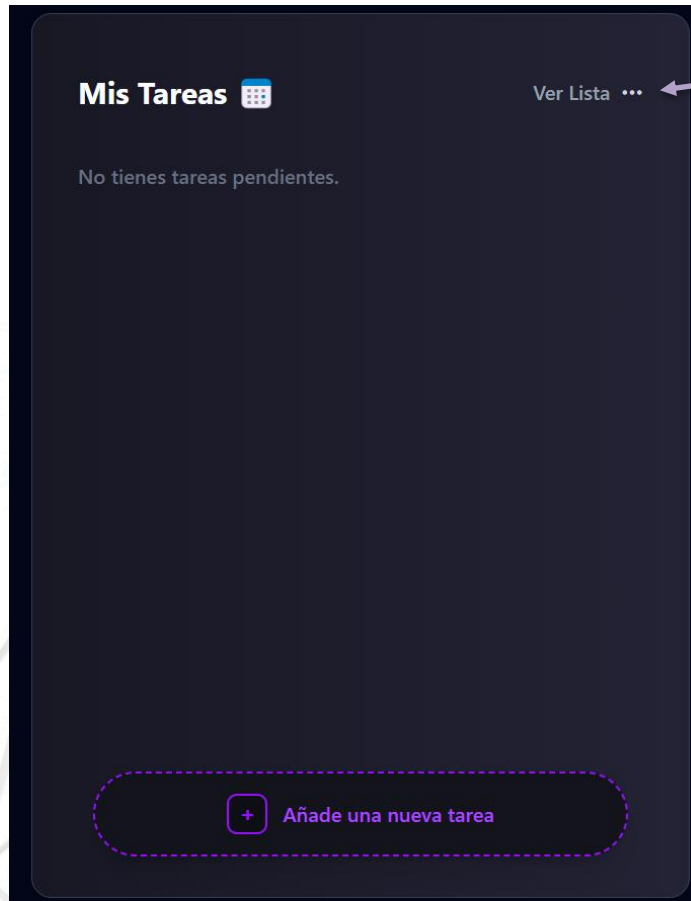 Mis Tareas
Ver Lista ...
No tienes tareas pendientes.
+ Añade una nueva tarea